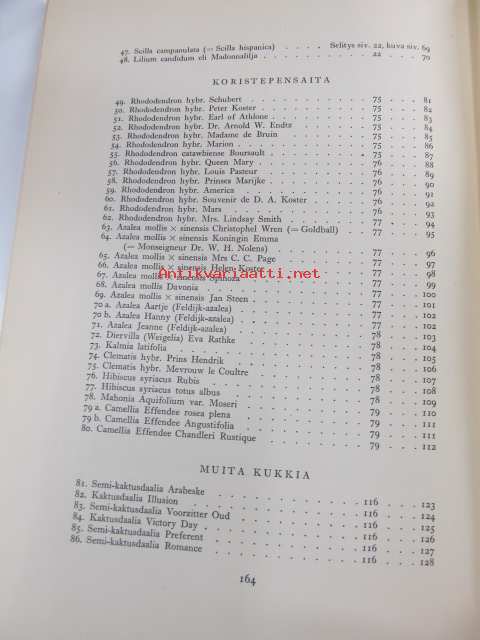 47. Scilla campanulata (= Scilla hispanica) . . . . Selitys siv. 22, kuva siv. 69
48. Lilium candidum eli Madonnalilja . . . . . . . . . 22 . . . 70
KORISTEPENSAITA
49. Rhododendron hybr. Schubert . . . . . . . . . . 75 . . . 81
50. Rhododendron hybr. Peter Koster . . . . . . . . . 75 . . . 82
51. Rhododendron hybr. Earl of Athlone . . . . . . . . 75 . . . 83
52. Rhododendron hybr. Dr. Arnold W. Endtz . . . . . . 75 . . . 84
53. Rhododendron hybr. Madame de Bruin . . . . . . . 75 . . . 85
54. Rhododendron hybr. Marion . . . . . . . . . . 75 . . . 86
55. Rhododendron catawbiense Boursault . . . . . . . . 75 . . . 87
56. Rhododendron hybr. Queen Mary . . . . . . . . . 76 . . . 88
57. Rhododendron hybr. Louis Pasteur . . . . . . . . 76 . . . 89
58. Rhododendron hybr. Prinses Marijke . . . . . . . . 76 . . . 90
59. Rhododendron hybr. America . . . . . . . . . . 76 . . . 91
60. Rhododendron hybr. Souvenir de D. A. Koster . . . . . 76 . . . 92
61. Rhododendron hybr. Mars . . . . . . . . . . . 76 . . . 93
62. Rhododendron hybr. Mrs. Lindsay Smith . . . . . . . 76 . . . 94
63. Azalea mollis × sinensis Christophel Wren (= Goldball) . . 77 . . . 95
64. Azalea mollis × sinensis Koningin Emma
(= Monseigneur Dr. W. H. Nolens) . . . . . . . . 77 . . . 96
65. Azalea mollis × sinensis Mrs C. C. Page . . . . . . . 77 . . . 97
66. Azalea mollis × sinensis Helen Koster . . . . . . . 77 . . . 98
67. Azalea mollis × sinensis Spinoza . . . . . . . . . 77 . . . 99
68. Azalea mollis Davonia . . . . . . . . . . . . 77 . . . 100
69. Azalea mollis × sinensis Jan Steen . . . . . . . . . 77 . . . 101
70 a. Azalea Aartje (Feldijk-azalea) . . . . . . . . . . 77 . . . 102
70 b. Azalea Hanny (Feldijk-azalea) . . . . . . . . . . 77 . . . 102
71. Azalea Jeanne (Feldijk-azalea) . . . . . . . . . . 78 . . . 103
72. Diervilla (Weigelia) Eva Rathke . . . . . . . . . 78 . . . 104
73. Kalmia latifolia . . . . . . . . . . . . . . 78 . . . 105
74. Clematis hybr. Prins Hendrik . . . . . . . . . . 78 . . . 106
75. Clematis hybr. Mevrouw le Coultre . . . . . . . . 78 . . . 107
76. Hibiscus syriacus Rubis . . . . . . . . . . . . 78 . . . 108
77. Hibiscus syriacus totus albus . . . . . . . . . . 78 . . . 109
78. Mahonia Aquifolium var. Moseri . . . . . . . . . 79 . . . 110
79 a. Camellia Effendee rosea plena . . . . . . . . . . 79 . . . 111
79 b. Camellia Effendee Angustifolia . . . . . . . . . . 79 . . . 111
80. Camellia Effendee Chandleri Rustique . . . . . . . . 79 . . . 112
Antikvariaatti.net
MUITA KUKKIA
81. Semi-kaktusdaalia Arabeske . . . . . . . . . . 116 . . . 123
82. Kaktusdaalia Illusion . . . . . . . . . . . . 116 . . . 124
83. Semi-kaktusdaalia Voorzitter Oud . . . . . . . . 116 . . . 125
84. Kaktusdaalia Victory Day . . . . . . . . . . . 116 . . . 126
85. Semi-kaktusdaalia Preferent . . . . . . . . . . 116 . . . 127
86. Semi-kaktusdaalia Romance . . . . . . . . . . 116 . . . 128
164